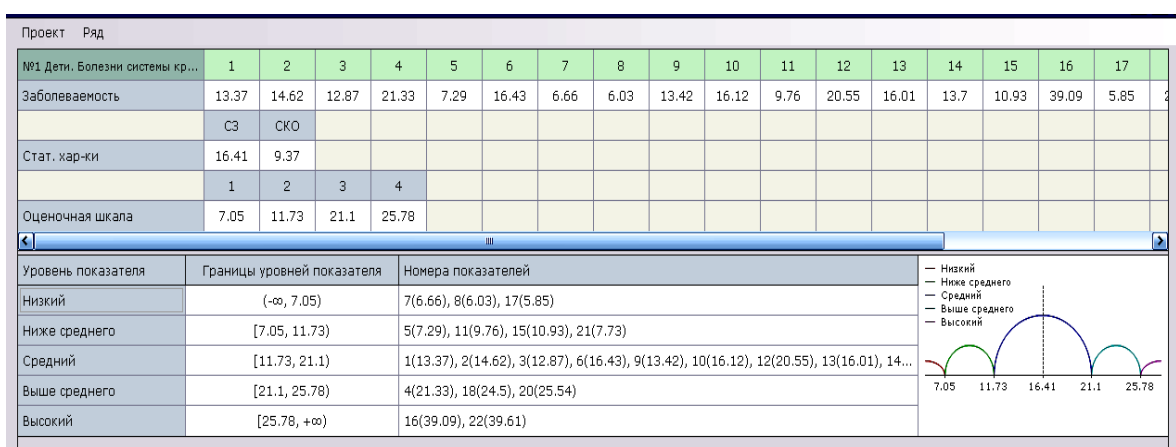 Проект Ряд
№1 Дети. Болезни системы кр... 1 2 3 4 5 6 7 8 9 10 11 12 13 14 15 16 17
Заболеваемость 13.37 14.62 12.87 21.33 7.29 16.43 6.66 6.03 13.42 16.12 9.76 20.55 16.01 13.7 10.93 39.09 5.85
СЗ СКО
Стат. хар-ки 16.41 9.37
1 2 3 4
Оценочная шкала 7.05 11.73 21.1 25.78
Уровень показателя Границы уровней показателя Номера показателей
Низкий (-∞, 7.05) 7(6.66), 8(6.03), 17(5.85)
Ниже среднего [7.05, 11.73) 5(7.29), 11(9.76), 15(10.93), 21(7.73)
Средний [11.73, 21.1) 1(13.37), 2(14.62), 3(12.87), 6(16.43), 9(13.42), 10(16.12), 12(20.55), 13(16.01), 14...
Выше среднего [21.1, 25.78) 4(21.33), 18(24.5), 20(25.54)
Высокий [25.78, +∞) 16(39.09), 22(39.61)
Низкий
Ниже среднего
Средний
Выше среднего
Высокий
7.05 11.73 16.41 21.1 25.78